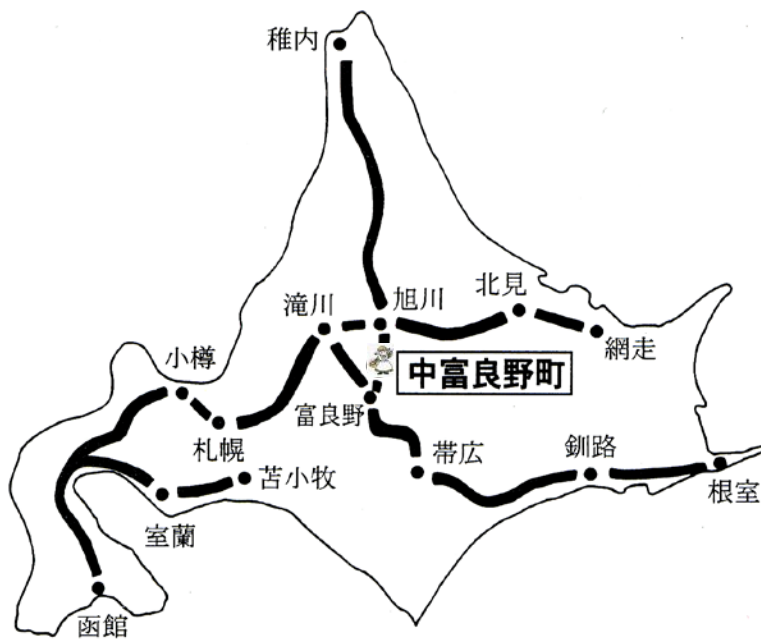 稚内
旭川
北見
滝川
網走
小樽
中富良野町
富良野
札幌
帯広
釧路
苫小牧
根室
室蘭
函館